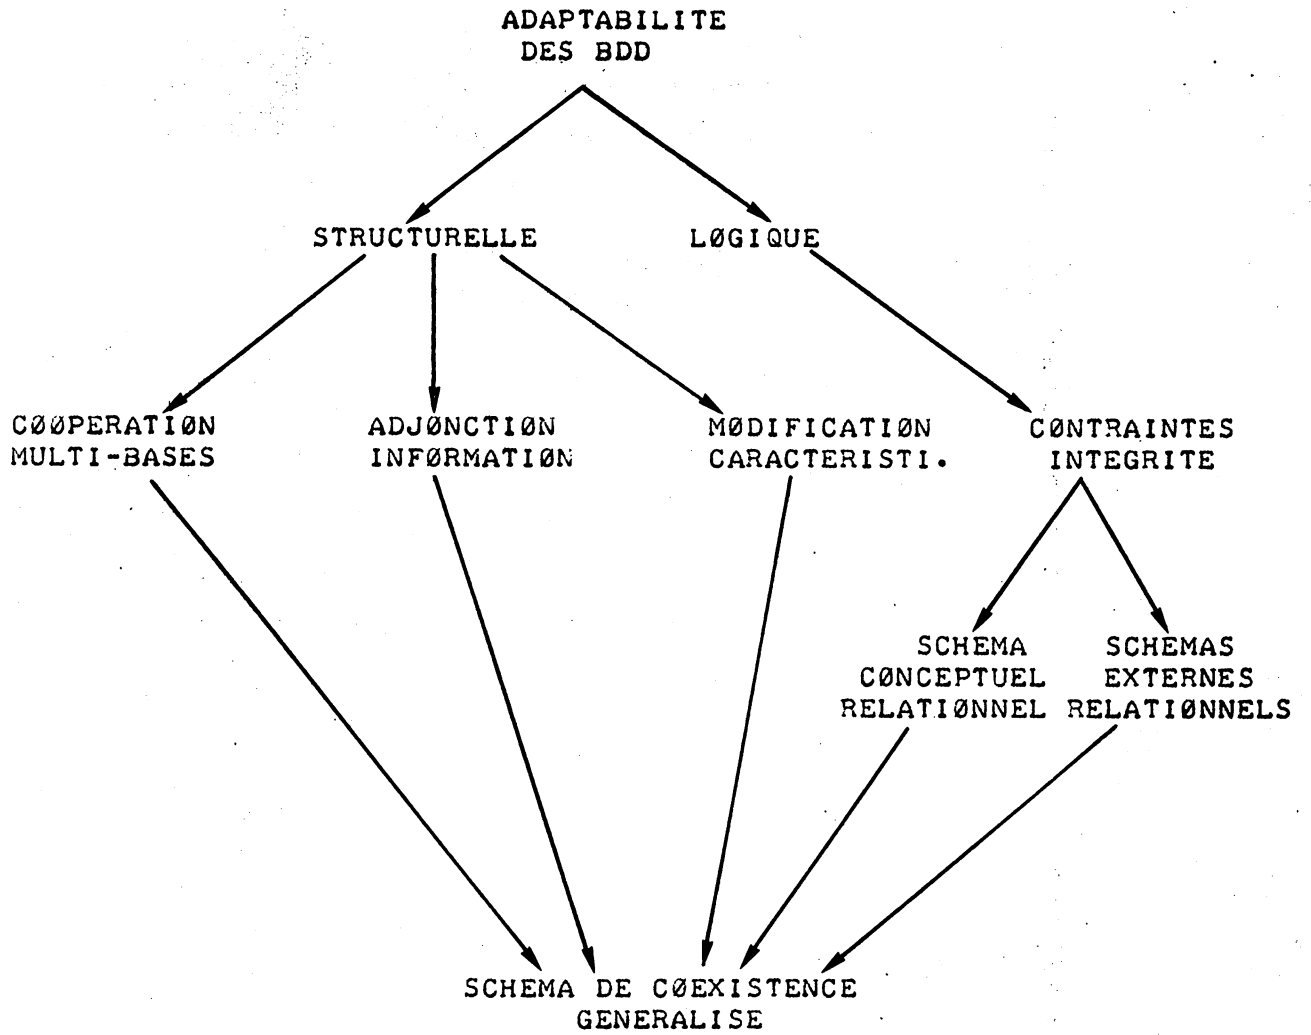 ADAPTABILITE
DES BDD
STRUCTURELLE
LØGIQUE
CØØPERATIØN
MULTI-BASES
ADJØNCTIØN
INFØRMATIØN
MØDIFICATIØN
CARACTERISTI.
CØNTRAINTES
INTEGRITE
SCHEMA
CØNCEPTUEL
RELATIØNNEL
SCHEMAS
EXTERNES
RELATIØNNELS
SCHEMA DE CØEXISTENCE
GENERALISE